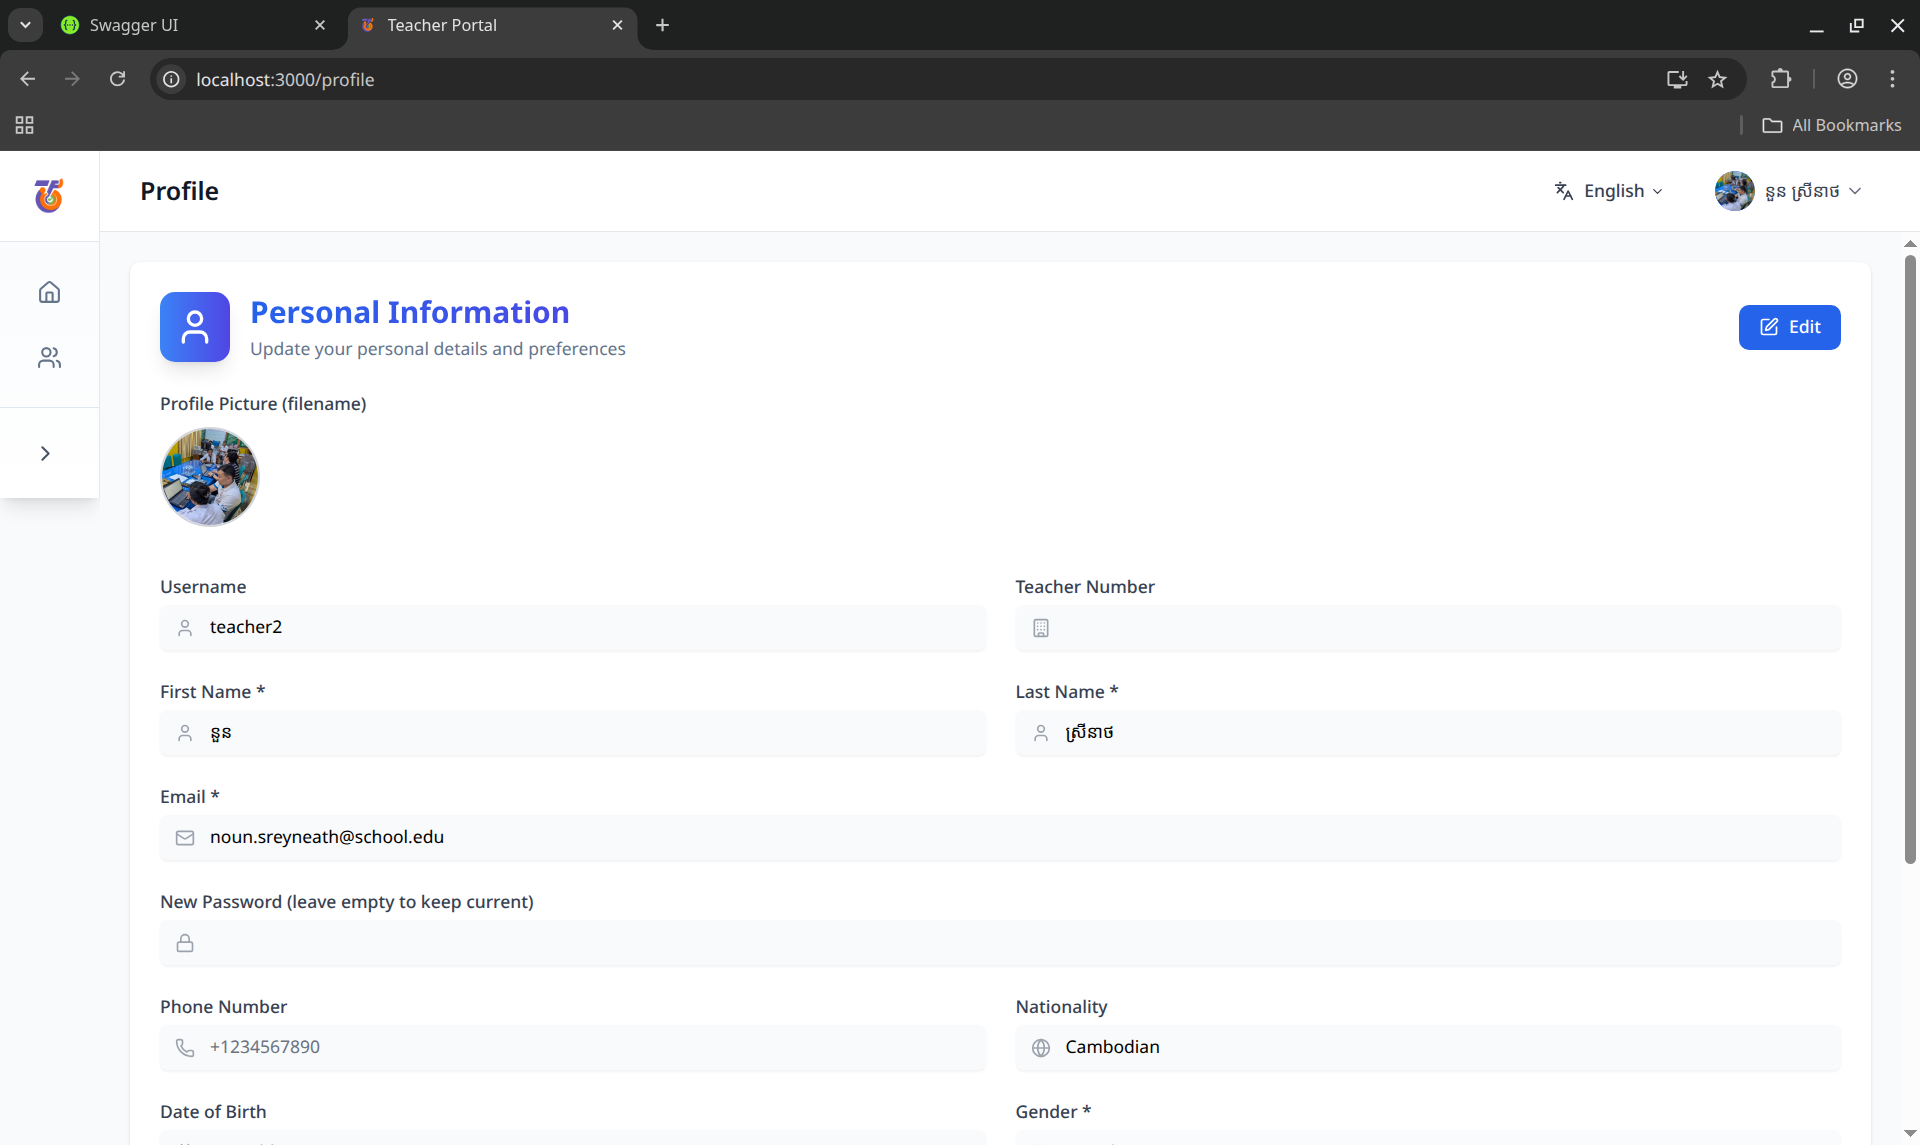 Swagger UI
Teacher Portal
localhost:3000/profile
All Bookmarks
Profile
English
នួន ស្រីនាថ
Personal Information
Update your personal details and preferences
Edit
Profile Picture (filename)
Username
Teacher Number
teacher2
First Name *
Last Name *
នួន
ស្រីនាថ
Email *
noun.sreyneath@school.edu
New Password (leave empty to keep current)
Phone Number
Nationality
+1234567890
Cambodian
Date of Birth
Gender *